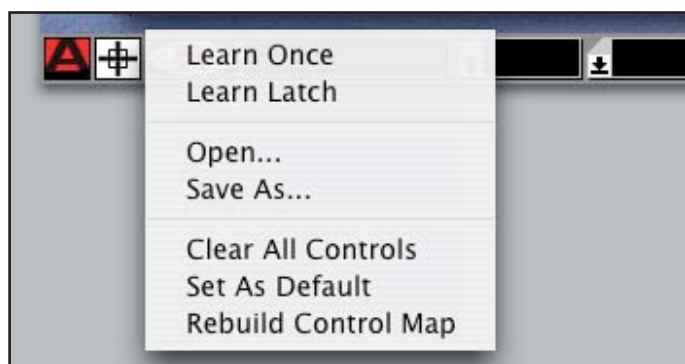 A
Learn Once
Learn Latch
Open...
Save As...
Clear All Controls
Set As Default
Rebuild Control Map